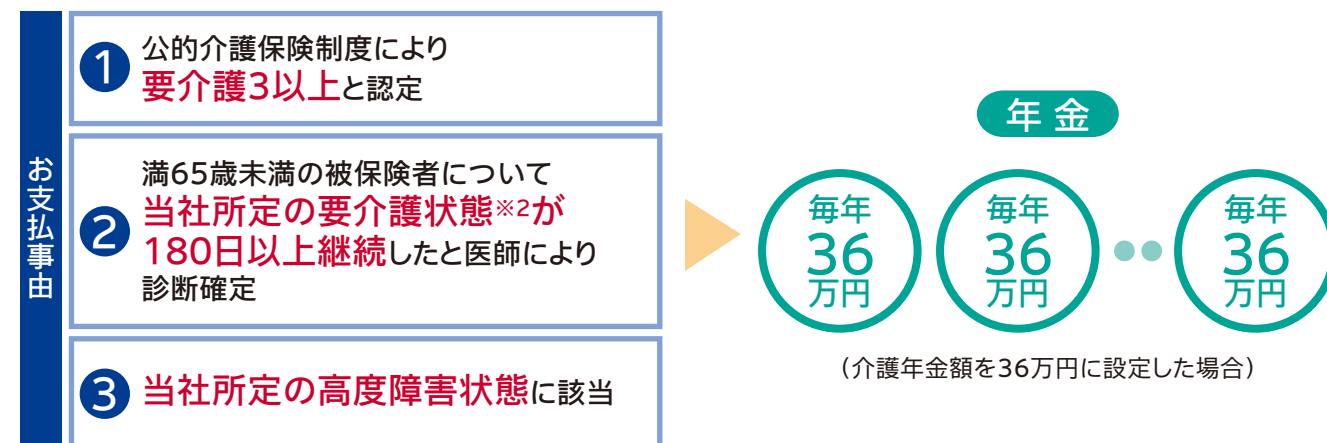 お支払事由
1 公的介護保険制度により
要介護3以上と認定
2 満65歳未満の被保険者について
当社所定の要介護状態※2が
180日以上継続したと医師により
診断確定
3 当社所定の高度障害状態に該当
年金
毎年
36
万円
毎年
36
万円
毎年
36
万円
（介護年金額を36万円に設定した場合）